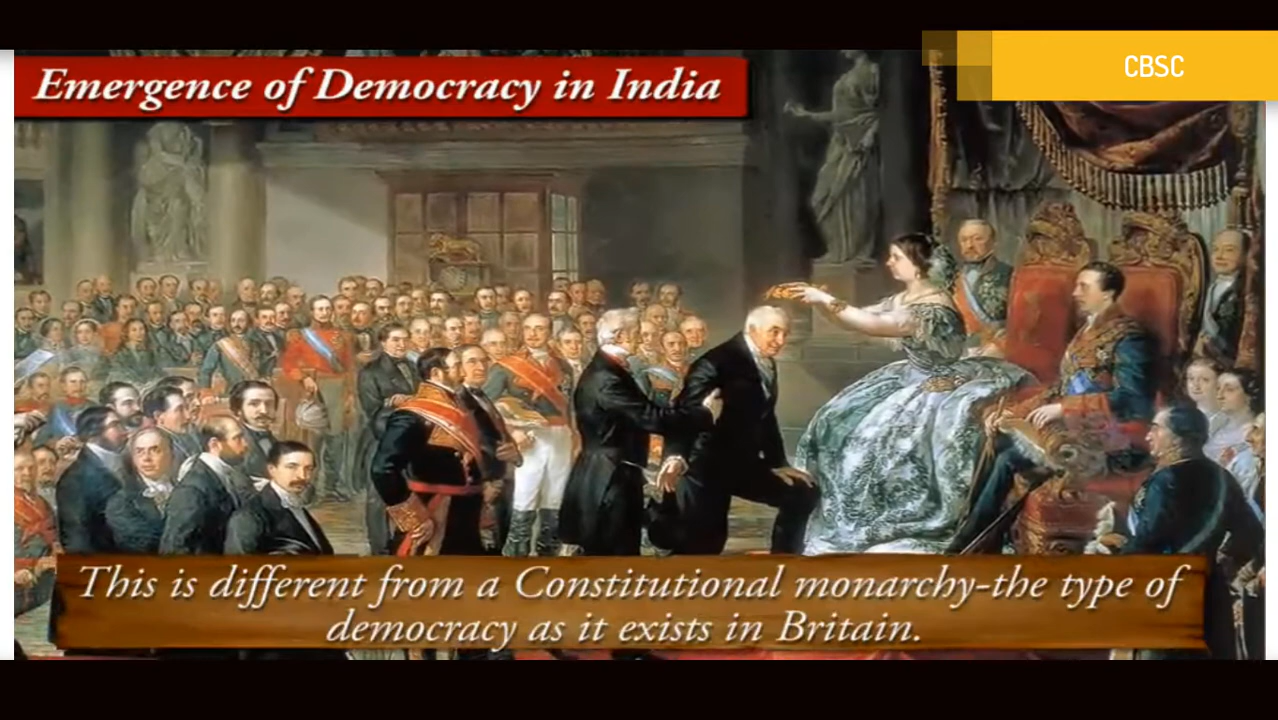 Emergence of Democracy in India
CBSC
This is different from a Constitutional monarchy-the type of
democracy as it exists in Britain.